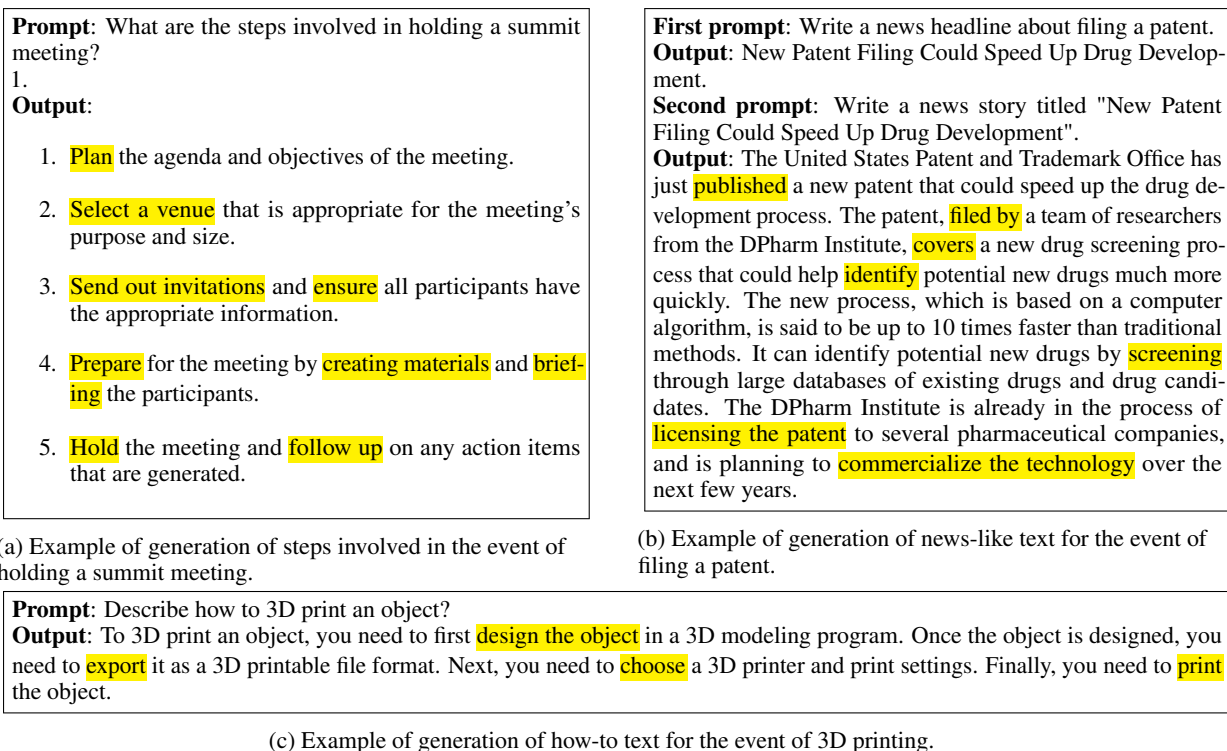 Prompt: What are the steps involved in holding a summit
meeting?
1.
Output:
1. Plan the agenda and objectives of the meeting.
2. Select a venue that is appropriate for the meeting's
purpose and size.
3. Send out invitations and ensure all participants have
the appropriate information.
4. Prepare for the meeting by creating materials and brief-
ing the participants.
5. Hold the meeting and follow up on any action items
that are generated.
(a) Example of generation of steps involved in the event of
holding a summit meeting.
First prompt: Write a news headline about filing a patent.
Output: New Patent Filing Could Speed Up Drug Develop-
ment.
Second prompt: Write a news story titled "New Patent
Filing Could Speed Up Drug Development".
Output: The United States Patent and Trademark Office has
just published a new patent that could speed up the drug de-
velopment process. The patent, filed by a team of researchers
from the DPharm Institute, covers a new drug screening pro-
cess that could help identify potential new drugs much more
quickly. The new process, which is based on a computer
algorithm, is said to be up to 10 times faster than traditional
methods. It can identify potential new drugs by screening
through large databases of existing drugs and drug candi-
dates. The DPharm Institute is already in the process of
licensing the patent to several pharmaceutical companies,
and is planning to commercialize the technology over the
next few years.
(b) Example of generation of news-like text for the event of
filing a patent.
Prompt: Describe how to 3D print an object?
Output: To 3D print an object, you need to first design the object in a 3D modeling program. Once the object is designed, you
need to export it as a 3D printable file format. Next, you need to choose a 3D printer and print settings. Finally, you need to print
the object.
(c) Example of generation of how-to text for the event of 3D printing.